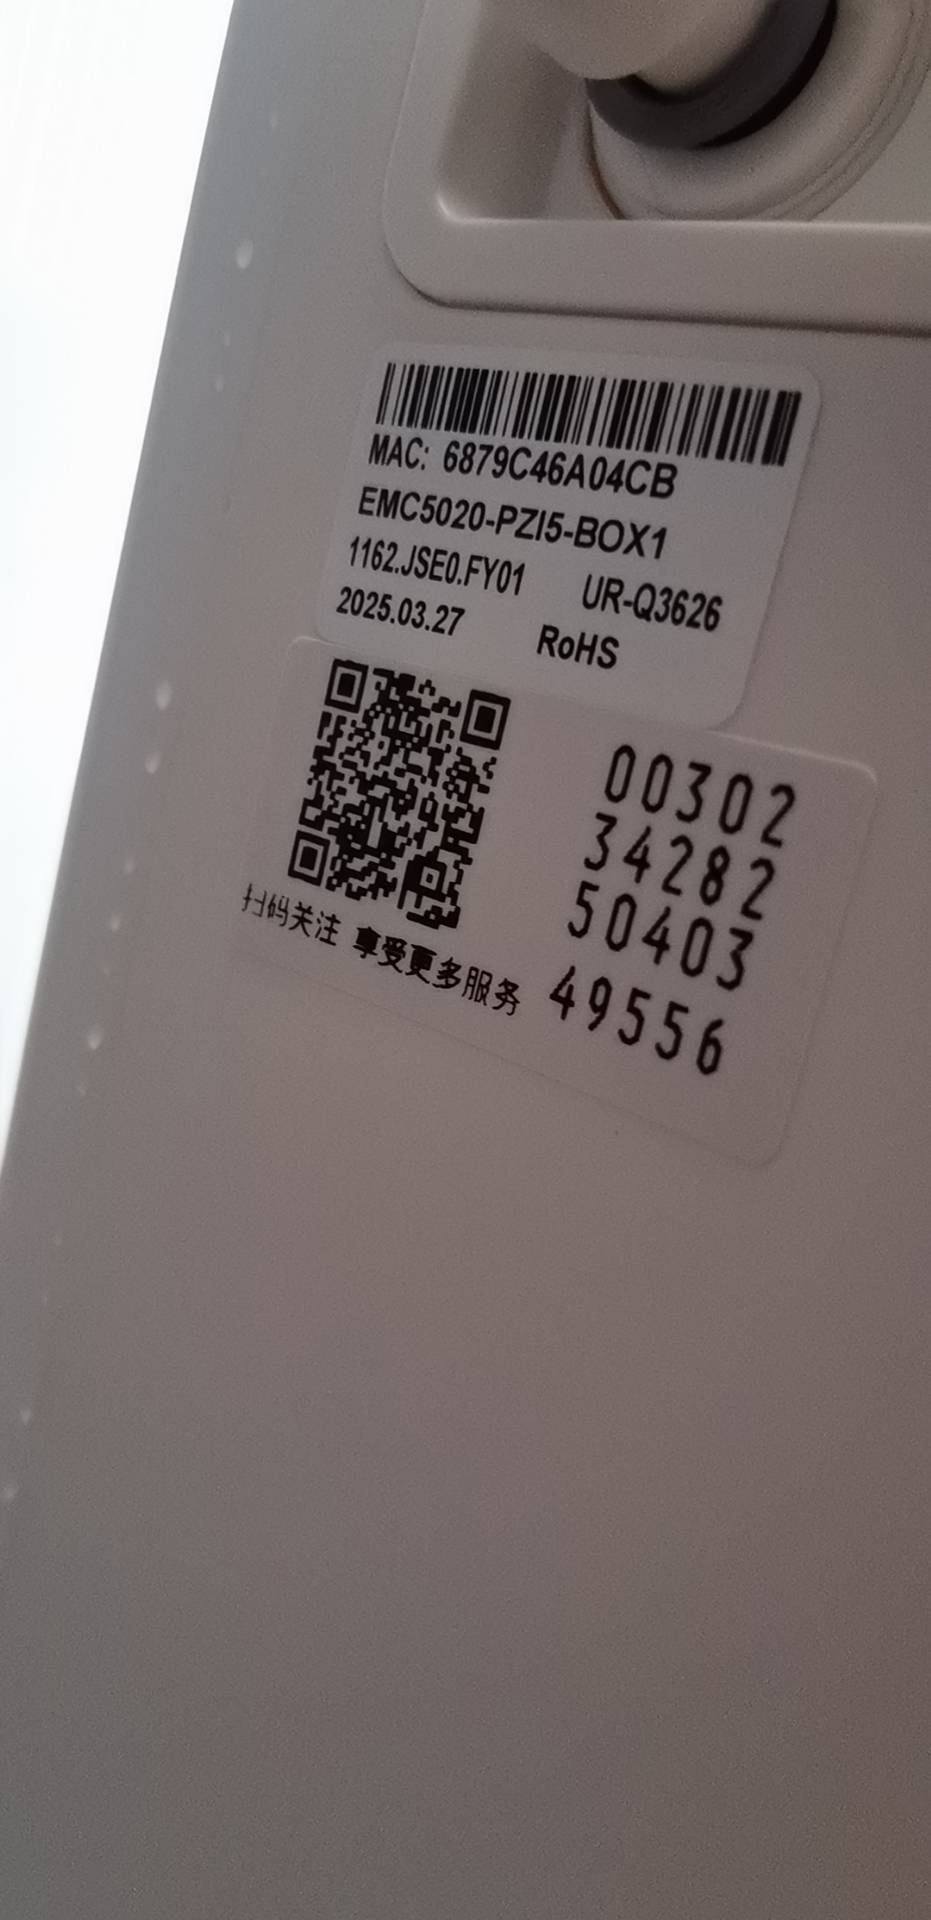 MAC: 6879C46A04CB
EMC5020-PZI5-BOX1
1162.JSE0.FY01 UR-Q3626
2025.03.27 RoHS
00302
34282
50403
49556
扫码关注 享受更多服务